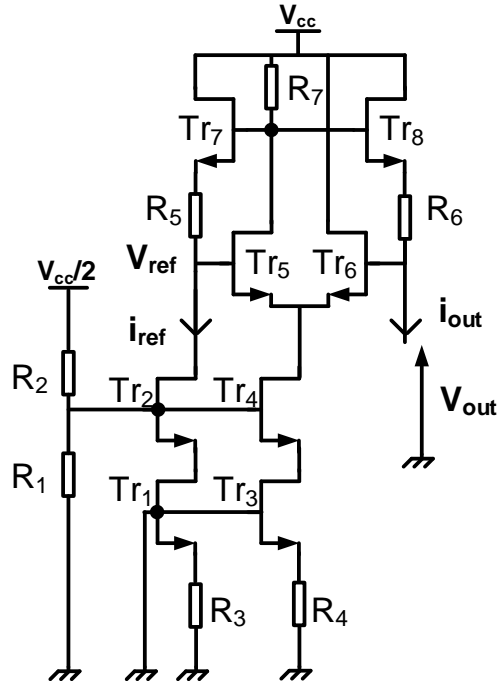 Vcc
R7
Tr7
Tr8
R5
R6
Vref
Tr5
Tr6
Vcc/2
iref
iout
R2
Tr2
Tr4
Vout
R1
Tr1
Tr3
R3
R4